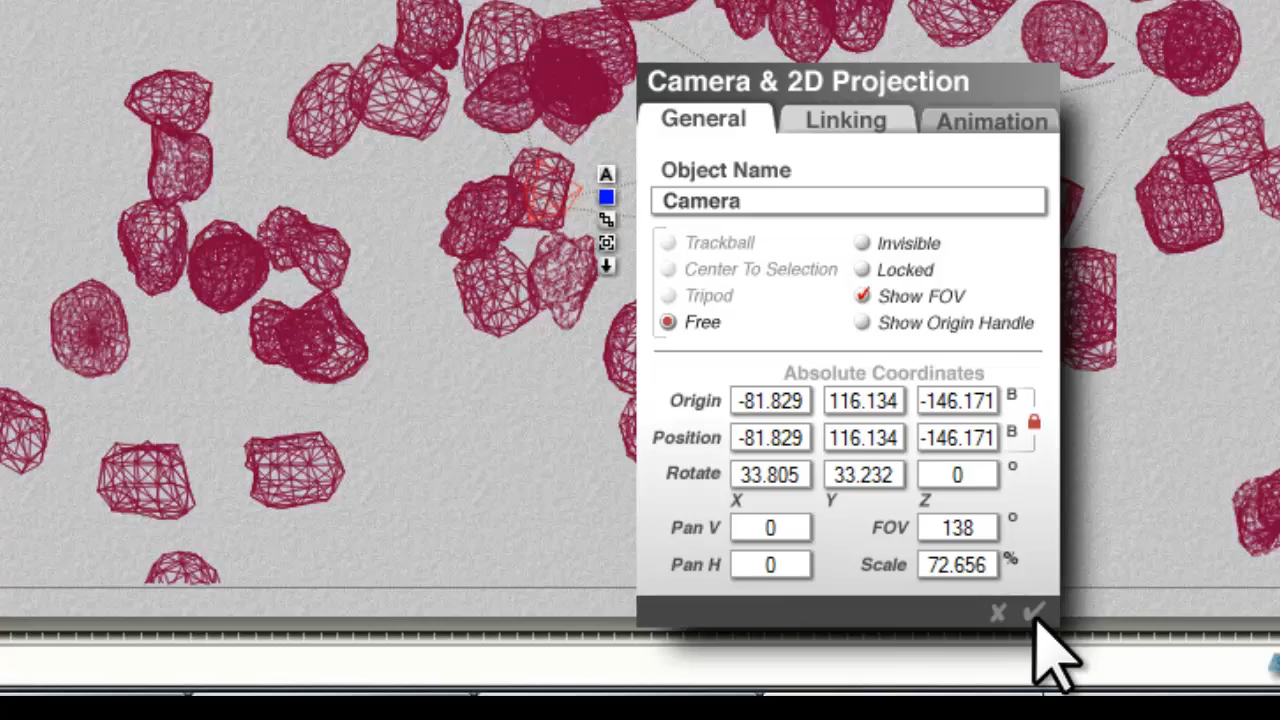 Camera & 2D Projection
General Linking Animation
A
Object Name
Camera
Trackball Invisible
Center To Selection Locked
Tripod Show FOV
Free Show Origin Handle
Absolute Coordinates
Origin -81.829 116.134 -146.171 B
Position -81.829 116.134 -146.171 B
Rotate 33.805 33.232 0 °
X Y Z
Pan V 0 FOV 138 °
Pan H 0 Scale 72.656 %